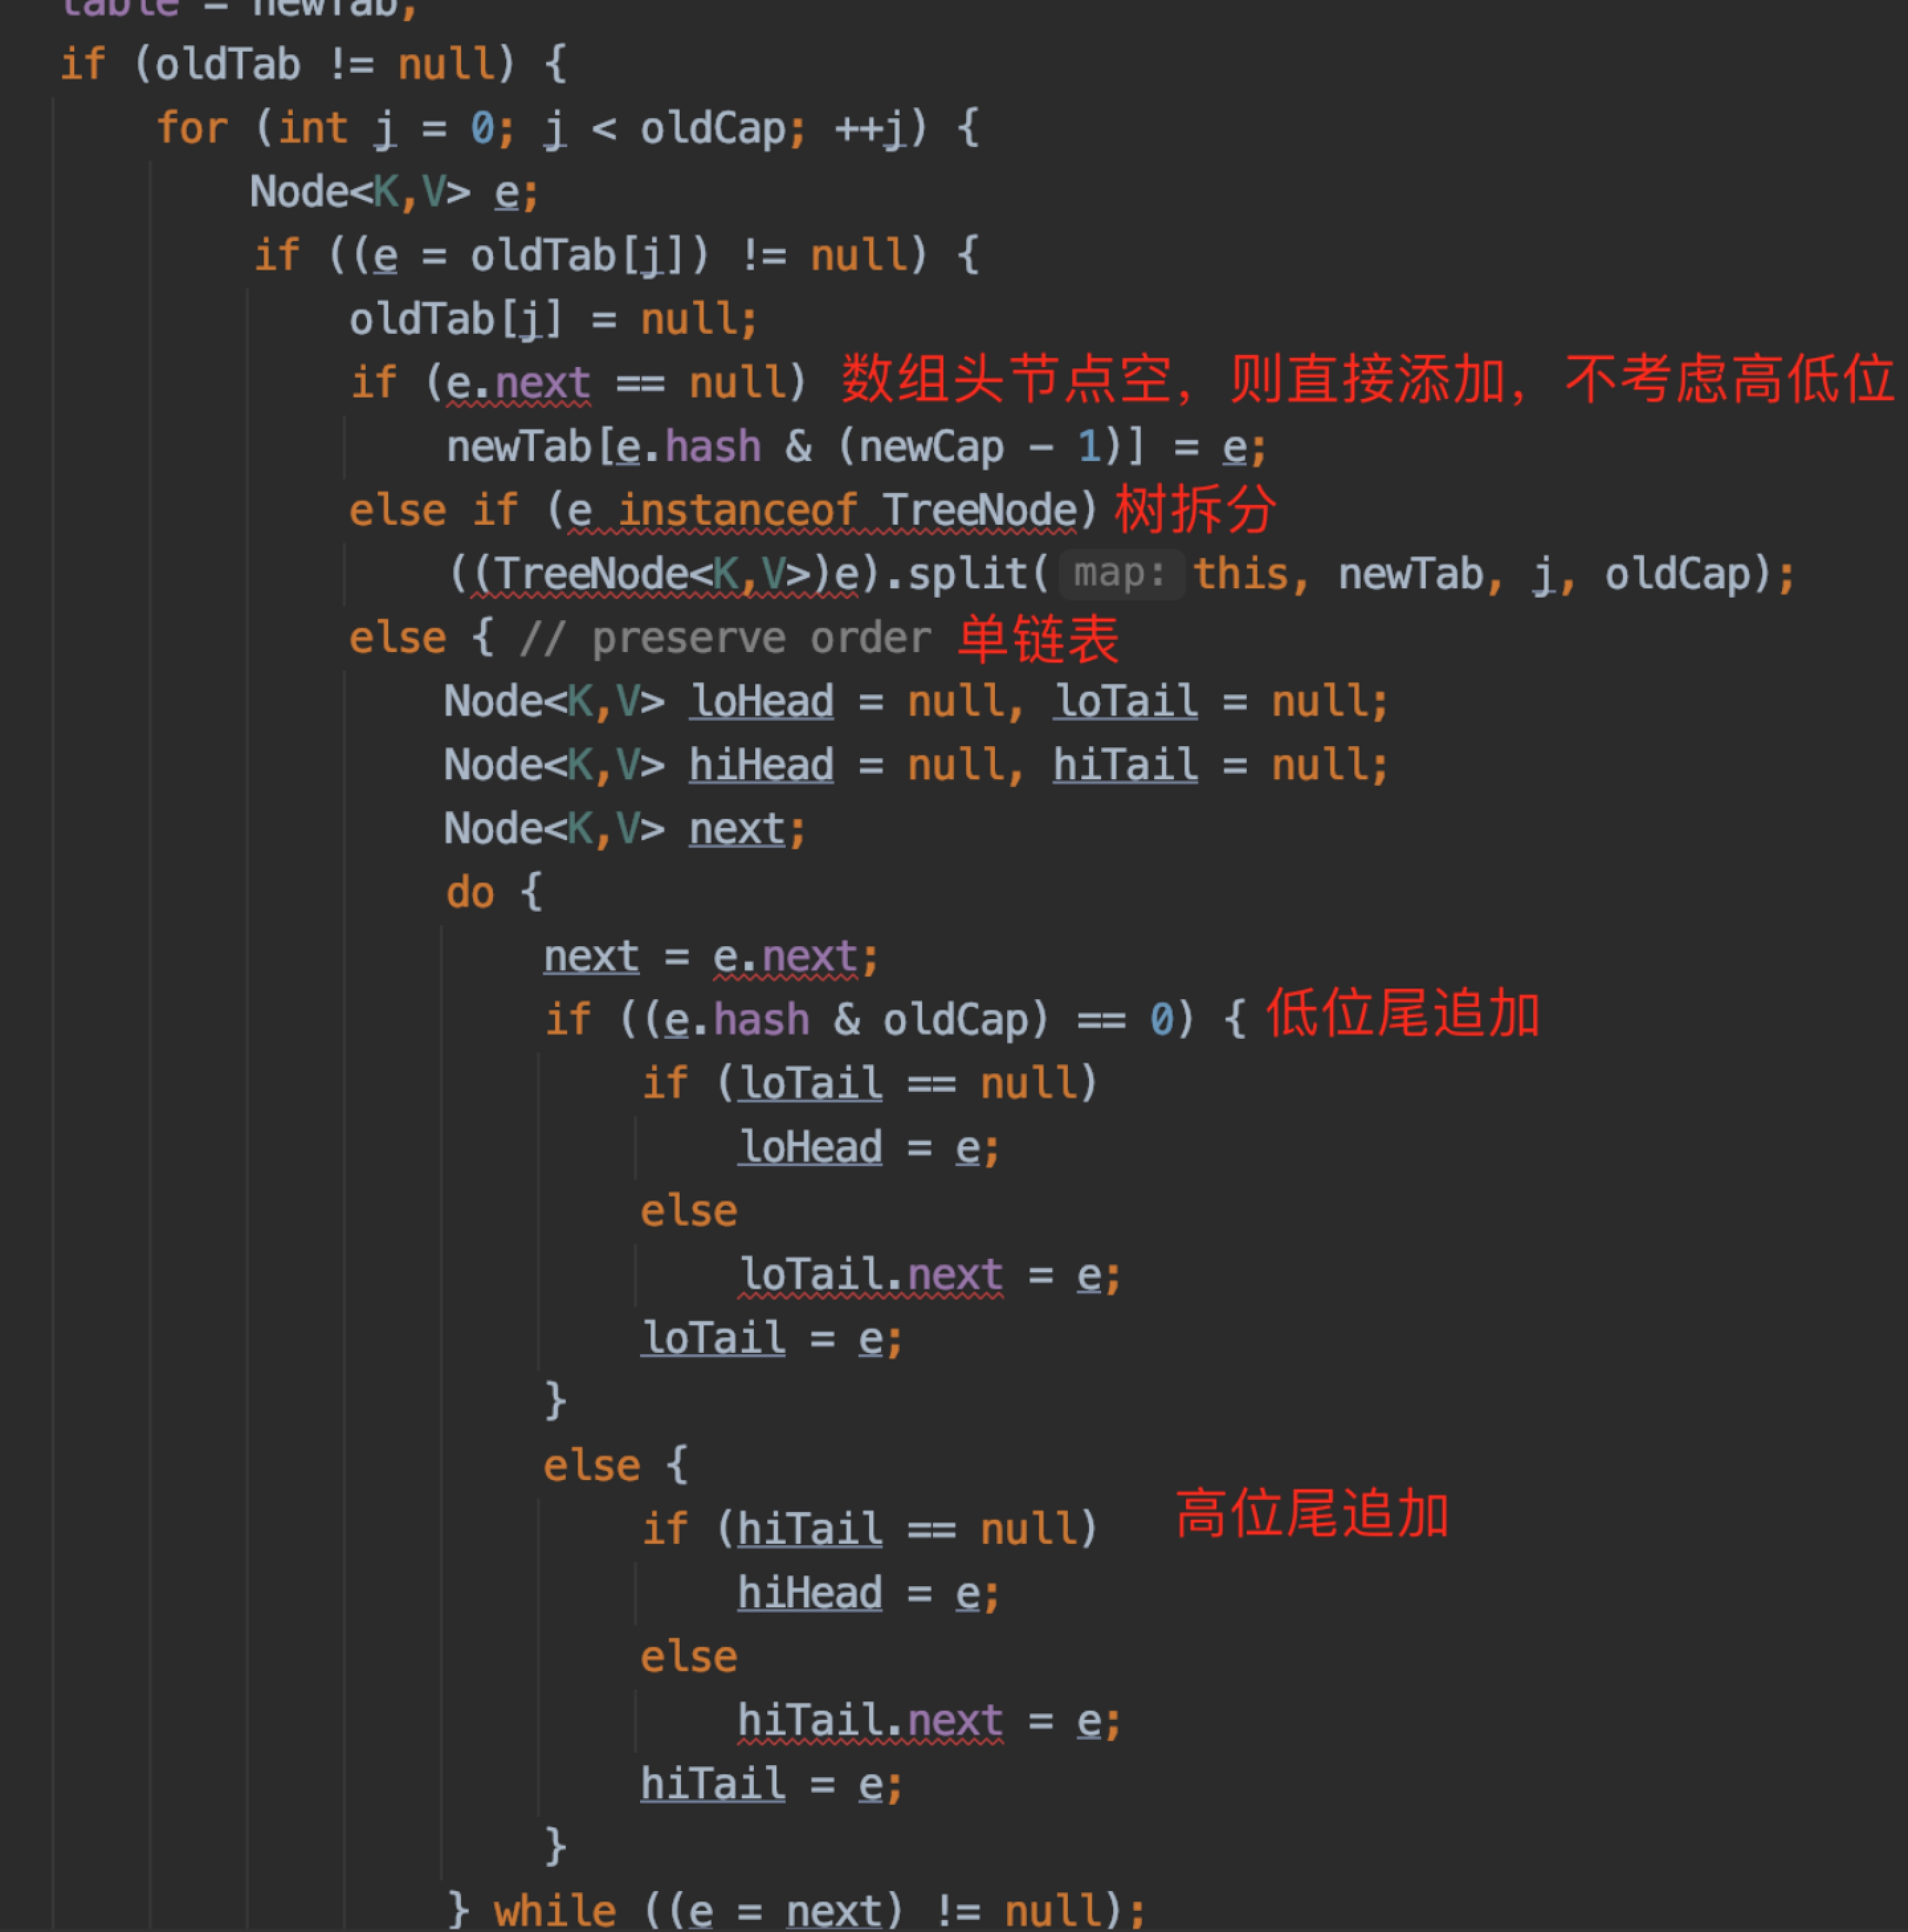 table = newTab;
if (oldTab != null) {
for (int j = 0; j < oldCap; ++j) {
Node<K,V> e;
if ((e = oldTab[j]) != null) {
oldTab[j] = null;
if (e.next == null) 数组头节点空，则直接添加，不考虑高低位
newTab[e.hash & (newCap - 1)] = e;
else if (e instanceof TreeNode) 树拆分
((TreeNode<K,V>)e).split( map: this, newTab, j, oldCap);
else { // preserve order 单链表
Node<K,V> loHead = null, loTail = null;
Node<K,V> hiHead = null, hiTail = null;
Node<K,V> next;
do {
next = e.next;
if ((e.hash & oldCap) == 0) { 低位尾追加
if (loTail == null)
loHead = e;
else
loTail.next = e;
loTail = e;
}
else {
if (hiTail == null) 高位尾追加
hiHead = e;
else
hiTail.next = e;
hiTail = e;
}
} while ((e = next) != null);